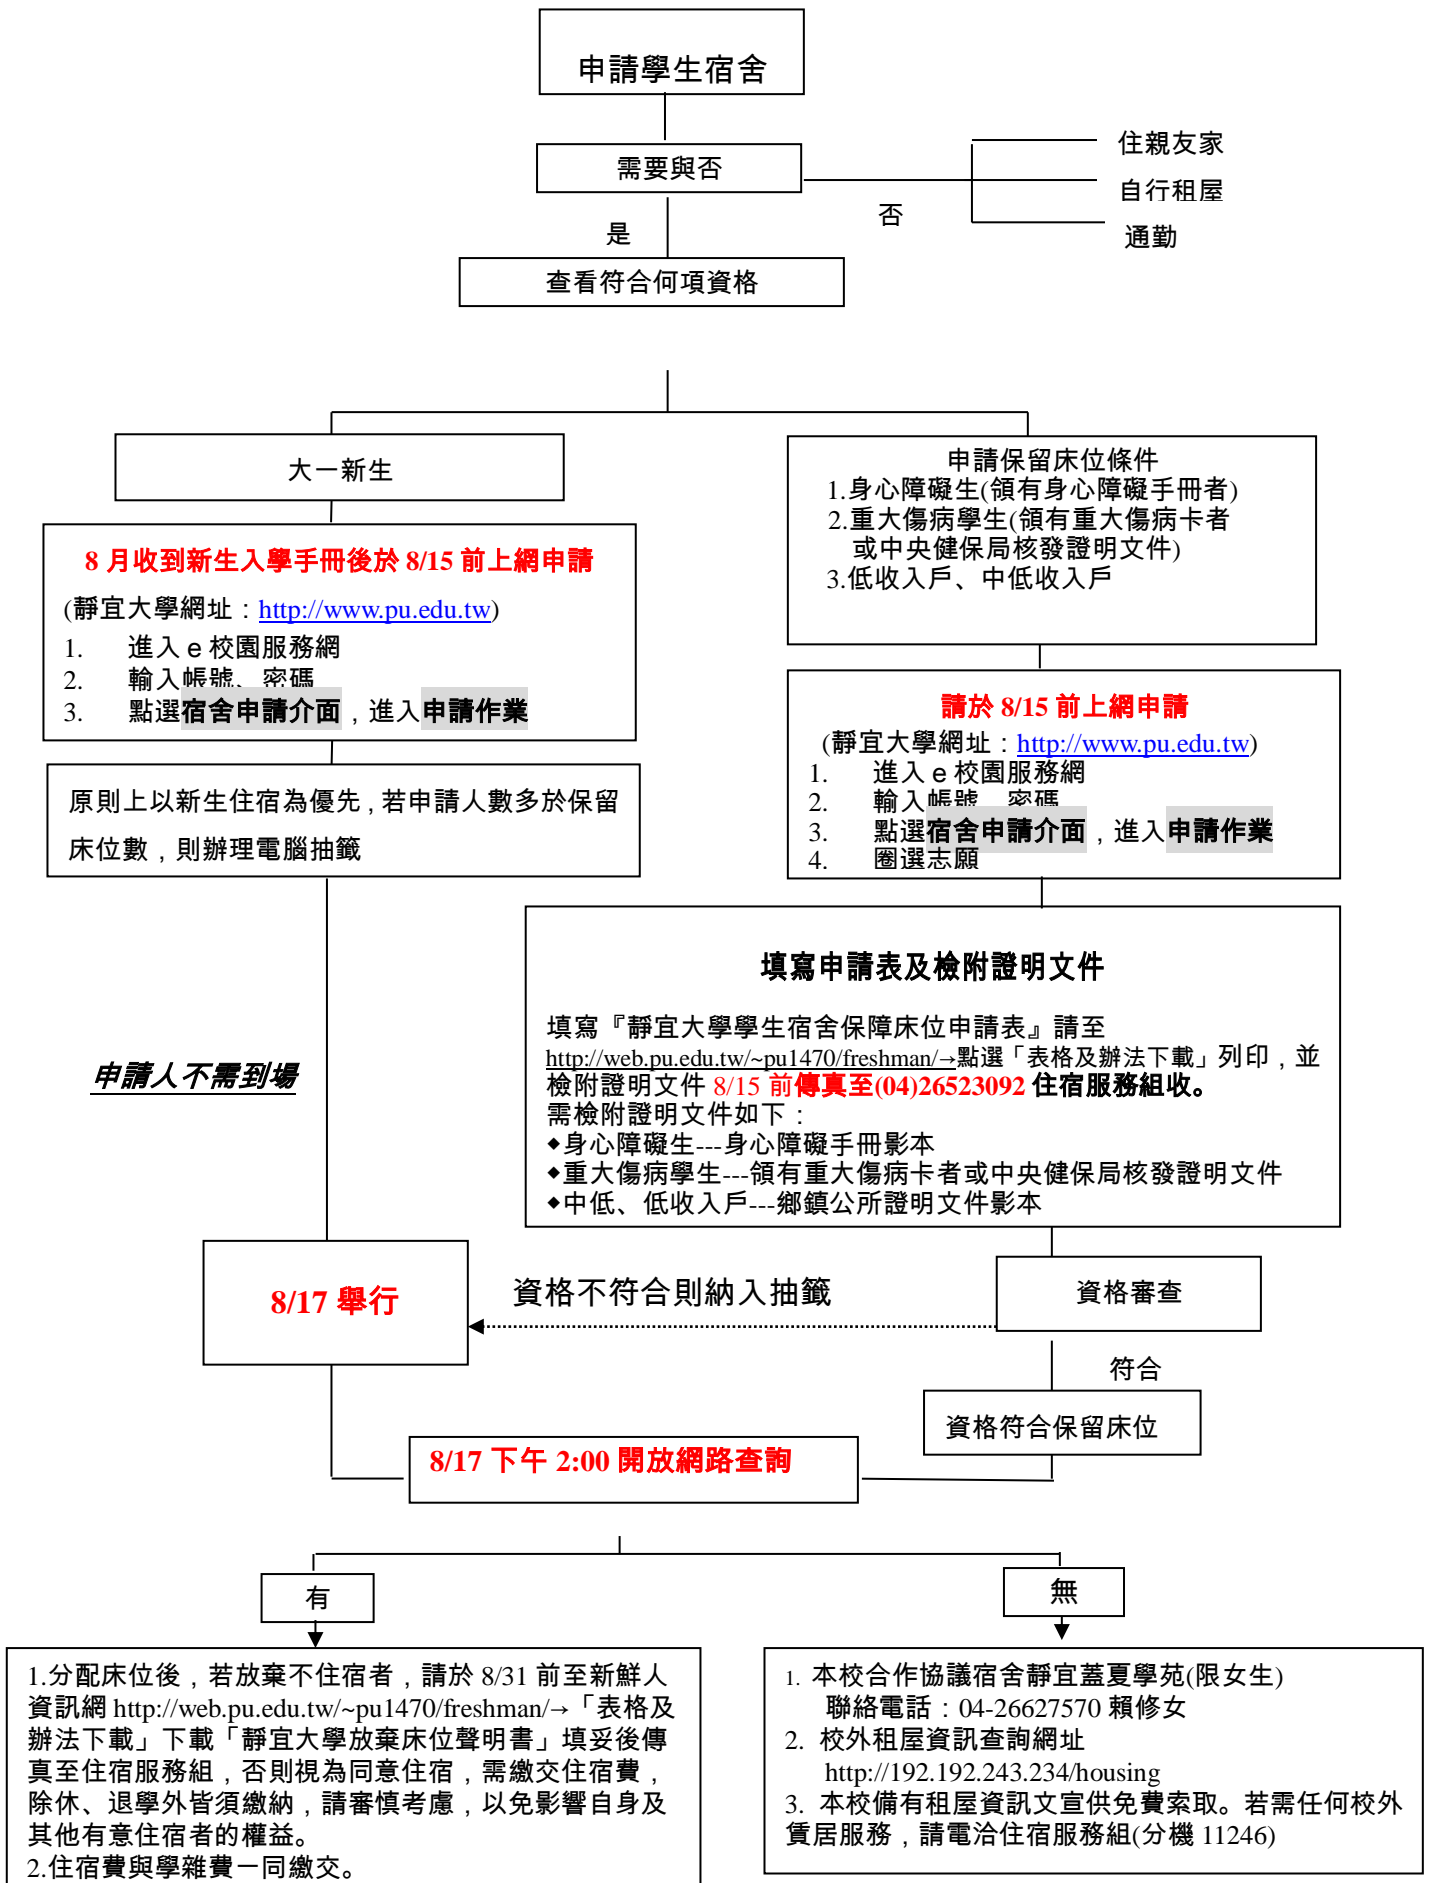 申請學生宿舍
需要與否
住親友家
自行租屋
通勤
否
是
查看符合何項資格
大一新生
8 月收到新生入學手冊後於 8/15 前上網申請
(靜宜大學網址：http://www.pu.edu.tw)
1. 進入ｅ校園服務網
2. 輸入帳號、密碼
3. 點選宿舍申請介面，進入申請作業
原則上以新生住宿為優先，若申請人數多於保留
床位數，則辦理電腦抽籤
申請保留床位條件
1.身心障礙生(領有身心障礙手冊者)
2.重大傷病學生(領有重大傷病卡者
或中央健保局核發證明文件)
3.低收入戶、中低收入戶
請於 8/15 前上網申請
(靜宜大學網址：http://www.pu.edu.tw)
1. 進入ｅ校園服務網
2. 輸入帳號、密碼
3. 點選宿舍申請介面，進入申請作業
4. 圈選志願
填寫申請表及檢附證明文件
填寫『靜宜大學學生宿舍保障床位申請表』請至
http://web.pu.edu.tw/~pu1470/freshman/→點選「表格及辦法下載」列印，並
檢附證明文件 8/15 前傳真至(04)26523092 住宿服務組收。
需檢附證明文件如下：
◆身心障礙生---身心障礙手冊影本
◆重大傷病學生---領有重大傷病卡者或中央健保局核發證明文件
◆中低、低收入戶---鄉鎮公所證明文件影本
申請人不需到場
8/17 舉行
資格不符合則納入抽籤
資格審查
符合
資格符合保留床位
8/17 下午 2:00 開放網路查詢
有
無
1.分配床位後，若放棄不住宿者，請於 8/31 前至新鮮人
資訊網 http://web.pu.edu.tw/~pu1470/freshman/→「表格及
辦法下載」下載「靜宜大學放棄床位聲明書」填妥後傳
真至住宿服務組，否則視為同意住宿，需繳交住宿費，
除休、退學外皆須繳納，請審慎考慮，以免影響自身及
其他有意住宿者的權益。
2.住宿費與學雜費一同繳交。
1. 本校合作協議宿舍靜宜蓋夏學苑(限女生)
聯絡電話：04-26627570 賴修女
2. 校外租屋資訊查詢網址
http://192.192.243.234/housing
3. 本校備有租屋資訊文宣供免費索取。若需任何校外
賃居服務，請電洽住宿服務組(分機 11246)